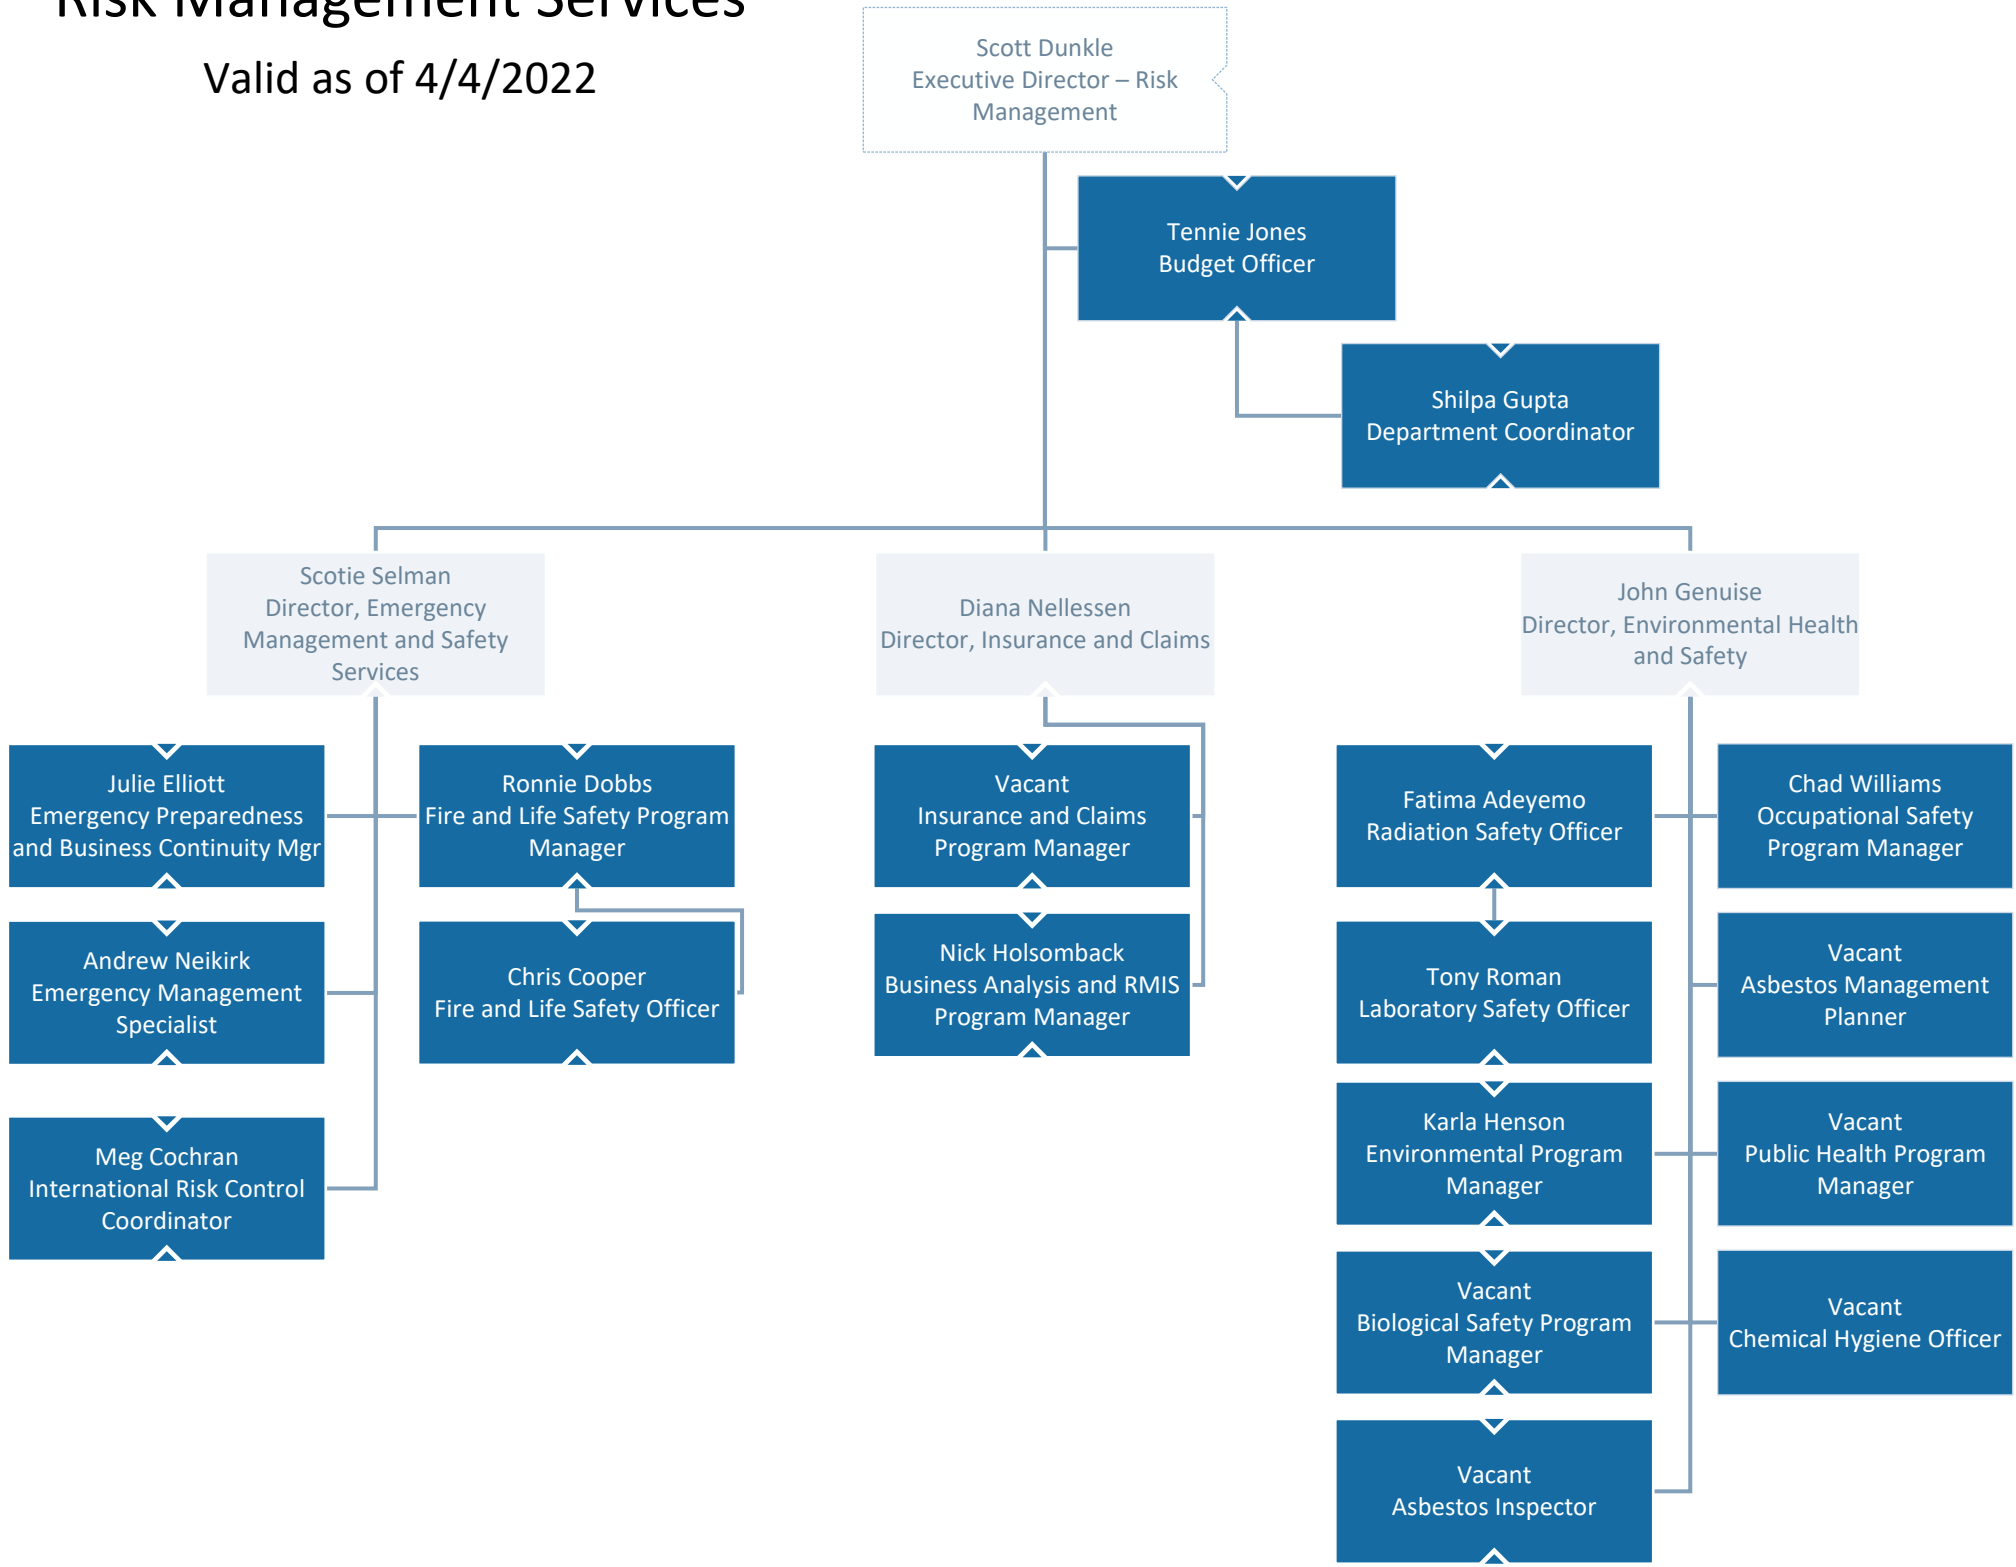 Risk Management Services
Valid as of 4/4/2022
Scott Dunkle
Executive Director – Risk
Management
Tennie Jones
Budget Officer
Shilpa Gupta
Department Coordinator
Scotie Selman
Director, Emergency
Management and Safety
Services
Diana Nellessen
Director, Insurance and Claims
John Genuise
Director, Environmental Health
and Safety
Julie Elliott
Emergency Preparedness
and Business Continuity Mgr
Ronnie Dobbs
Fire and Life Safety Program
Manager
Vacant
Insurance and Claims
Program Manager
Fatima Adeyemo
Radiation Safety Officer
Chad Williams
Occupational Safety
Program Manager
Andrew Neikirk
Emergency Management
Specialist
Chris Cooper
Fire and Life Safety Officer
Nick Holsomback
Business Analysis and RMIS
Program Manager
Tony Roman
Laboratory Safety Officer
Vacant
Asbestos Management
Planner
Meg Cochran
International Risk Control
Coordinator
Karla Henson
Environmental Program
Manager
Vacant
Public Health Program
Manager
Vacant
Biological Safety Program
Manager
Vacant
Chemical Hygiene Officer
Vacant
Asbestos Inspector